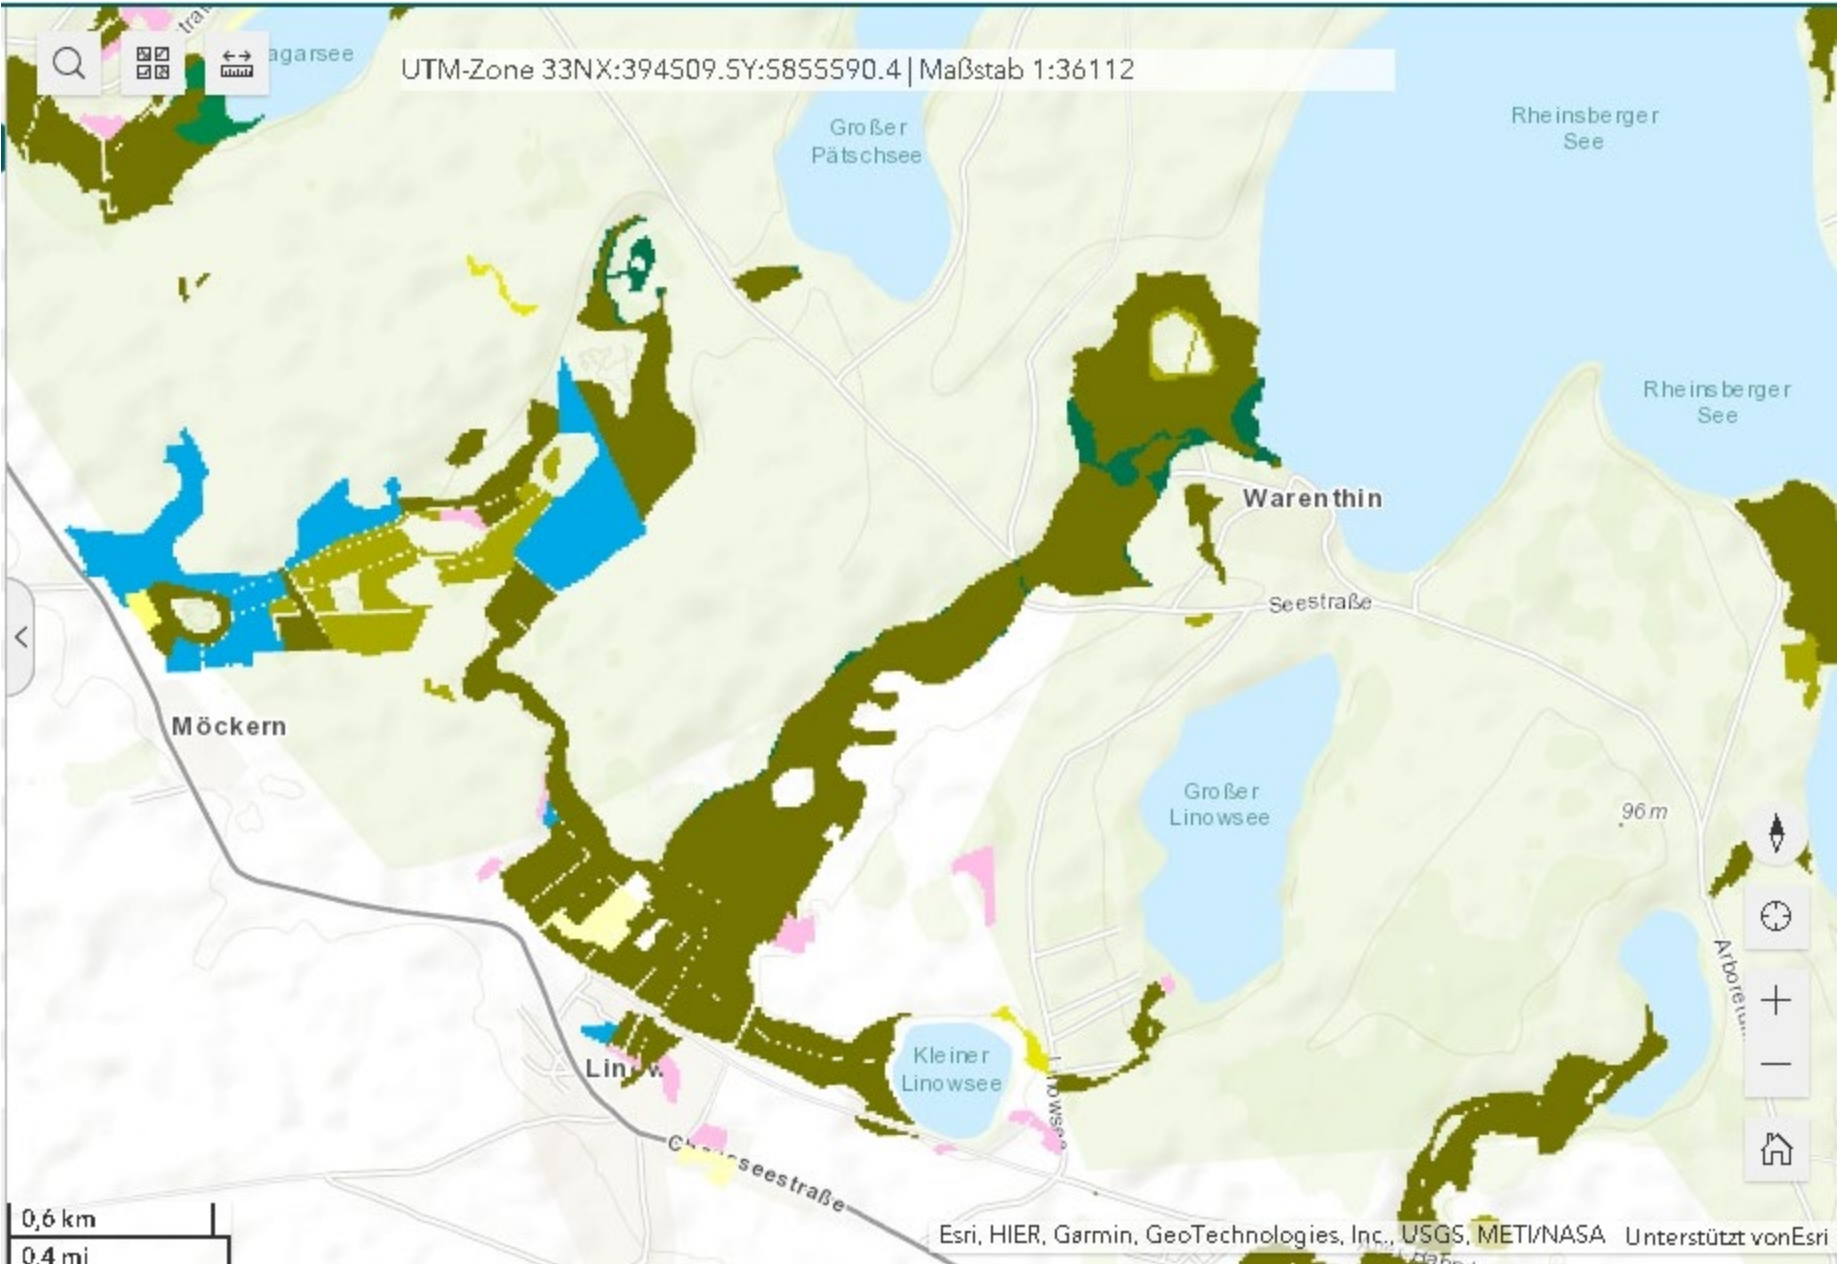 agarsee
UTM-Zone 33NX:394509.5Y:5855590.4 | Maßstab 1:36112
Großer
Pätschsee
Rheinsberger
See
Rheinsberger
See
Warenthin
Seestraße
Möckern
Großer
Linowsee
96 m
Kleiner
Linowsee
Linowsee
0,6 km
0,4 mi
Esri, HIER, Garmin, GeoTechnologies, Inc., USGS, METI/NASA
Unterstützt von Esri